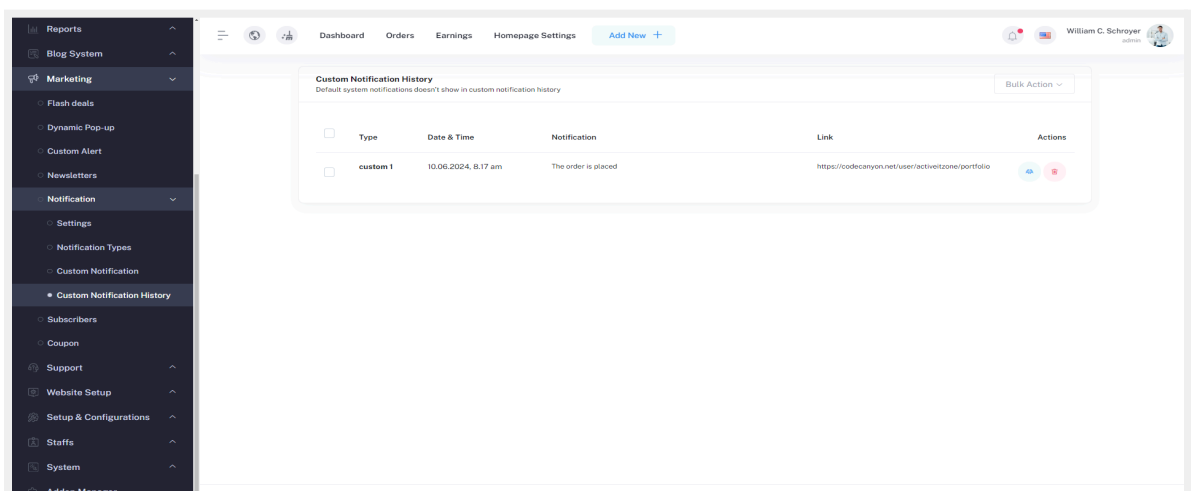 Reports
Blog System
Marketing
Flash deals
Dynamic Pop-up
Custom Alert
Newsletters
Notification
Settings
Notification Types
Custom Notification
Custom Notification History
Subscribers
Coupon
Support
Website Setup
Setup & Configurations
Staffs
System
Addon Manager
Dashboard Orders Earnings Homepage Settings Add New +
William C. Schroyer
admin
Custom Notification History
Default system notifications doesn't show in custom notification history
Bulk Action
Type Date & Time Notification Link Actions
custom 1 10.06.2024, 8.17 am The order is placed https://codecanyon.net/user/activeitzone/portfolio